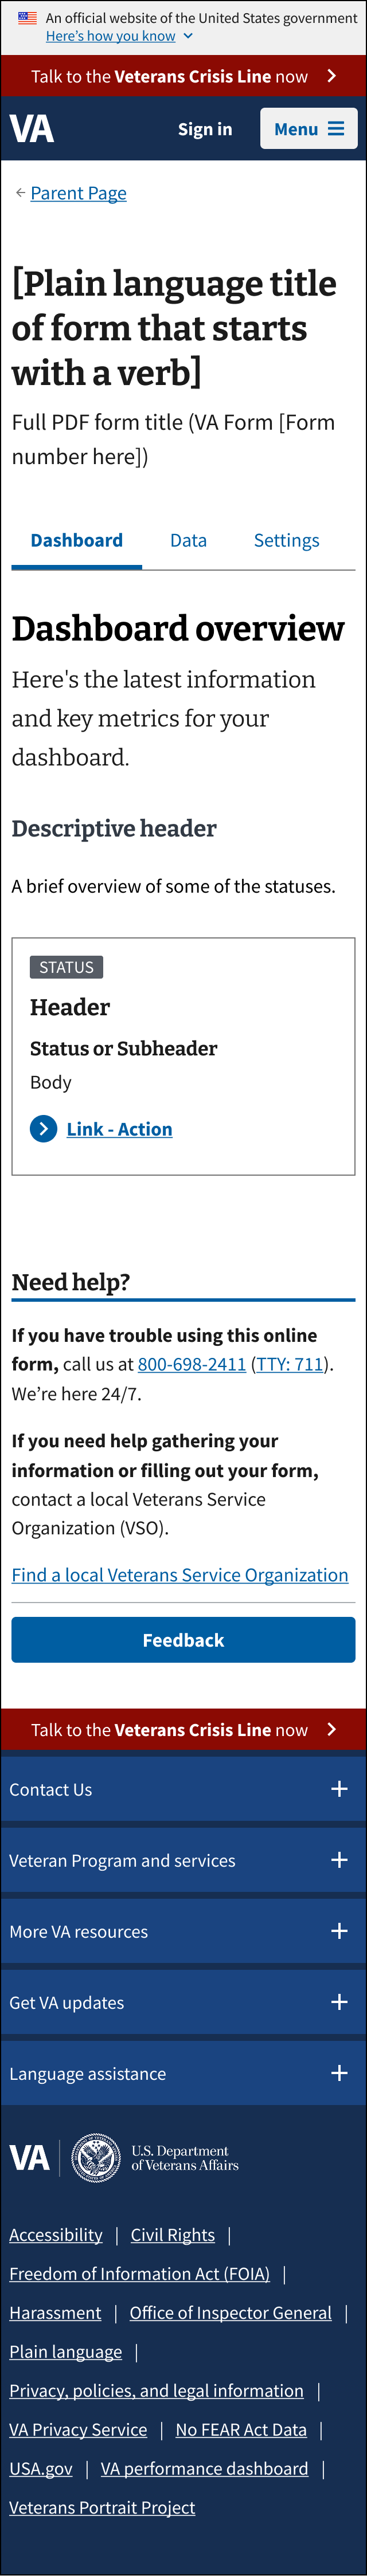 An official website of the United States government
Here’s how you know
Talk to the Veterans Crisis Line now
VA
Sign in
Menu
Parent Page
[Plain language title
of form that starts
with a verb]
Full PDF form title (VA Form [Form
number here])
Dashboard
Data
Settings
Dashboard overview
Here's the latest information
and key metrics for your
dashboard.
Descriptive header
A brief overview of some of the statuses.
STATUS
Header
Status or Subheader
Body
Link - Action
Need help?
If you have trouble using this online
form, call us at 800-698-2411 (TTY: 711).
We’re here 24/7.
If you need help gathering your
information or filling out your form,
contact a local Veterans Service
Organization (VSO).
Find a local Veterans Service Organization
Feedback
Talk to the Veterans Crisis Line now
Contact Us
Veteran Program and services
More VA resources
Get VA updates
Language assistance
VA
U.S. Department
of Veterans Affairs
Accessibility | Civil Rights |
Freedom of Information Act (FOIA) |
Harassment | Office of Inspector General |
Plain language |
Privacy, policies, and legal information |
VA Privacy Service | No FEAR Act Data |
USA.gov | VA performance dashboard |
Veterans Portrait Project